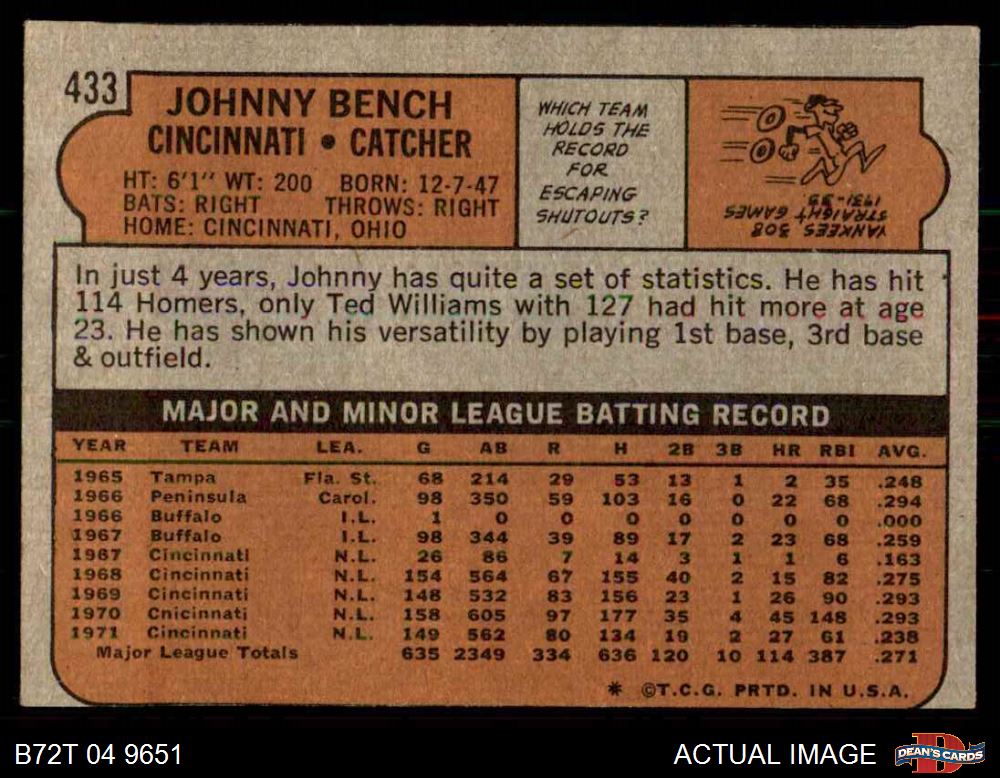 433
JOHNNY BENCH
CINCINNATI • CATCHER
HT: 6'1" WT: 200 BORN: 12-7-47
BATS: RIGHT THROWS: RIGHT
HOME: CINCINNATI, OHIO
WHICH TEAM
HOLDS THE
RECORD
FOR
ESCAPING
SHUTOUTS?
YANKEES 308
STRAIGHT GAMES
1931-33
In just 4 years, Johnny has quite a set of statistics. He has hit
114 Homers, only Ted Williams with 127 had hit more at age
23. He has shown his versatility by playing 1st base, 3rd base
& outfield.
MAJOR AND MINOR LEAGUE BATTING RECORD
YEAR TEAM LEA. G AB R H 2B 3B HR RBI AVG.
1965 Tampa Fla. St. 68 214 29 53 13 1 2 35 .248
1966 Peninsula Carol. 98 350 59 103 16 0 22 68 .294
1966 Buffalo I.L. 1 0 0 0 0 0 0 0 .000
1967 Buffalo I.L. 98 344 39 89 17 2 23 68 .259
1967 Cincinnati N.L. 26 86 7 14 3 1 1 6 .163
1968 Cincinnati N.L. 154 564 67 155 40 2 15 82 .275
1969 Cincinnati N.L. 148 532 83 156 23 1 26 90 .293
1970 Cnicinnati N.L. 158 605 97 177 35 4 45 148 .293
1971 Cincinnati N.L. 149 562 80 134 19 2 27 61 .238
Major League Totals 635 2349 334 636 120 10 114 387 .271
* ©T.C.G. PRTD. IN U.S.A.
B72T 04 9651
ACTUAL IMAGE
DEAN'S CARDS